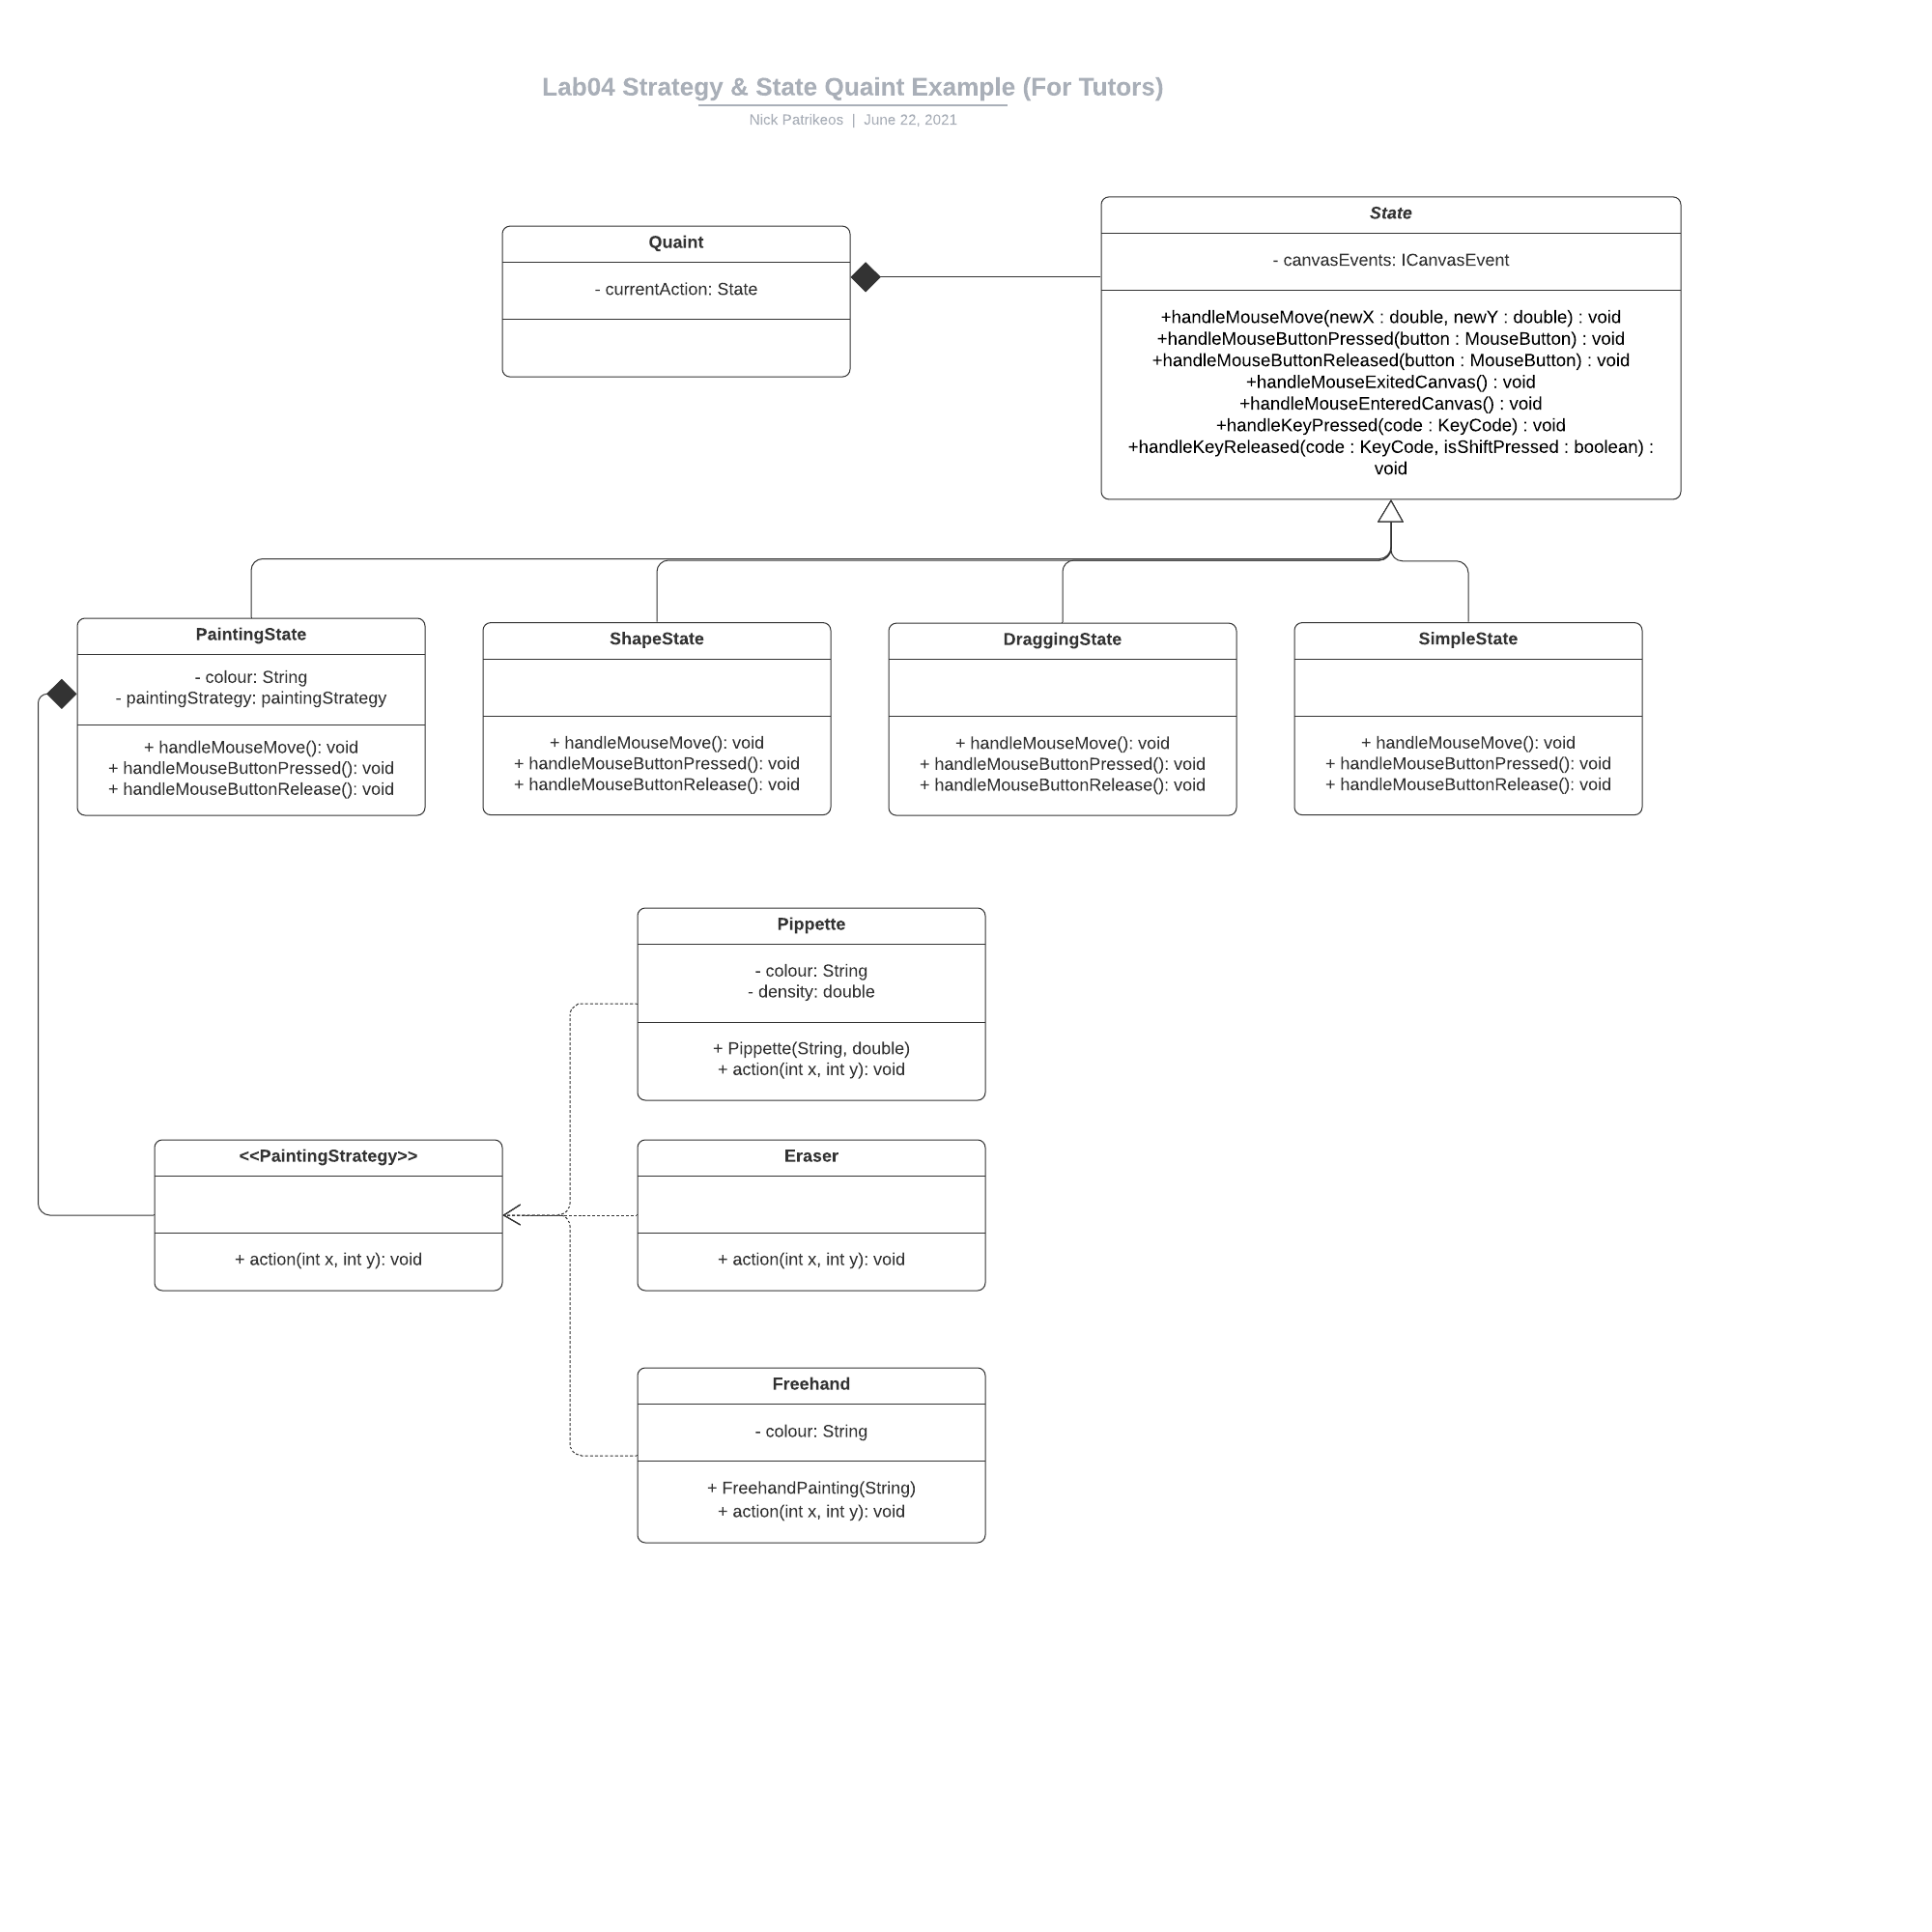 Lab04 Strategy & State Quaint Example (For Tutors)
Nick Patrikeos | June 22, 2021
Quaint
- currentAction: State
State
- canvasEvents: ICanvasEvent
+handleMouseMove(newX : double, newY : double) : void
+handleMouseButtonPressed(button : MouseButton) : void
+handleMouseButtonReleased(button : MouseButton) : void
+handleMouseExitedCanvas() : void
+handleMouseEnteredCanvas() : void
+handleKeyPressed(code : KeyCode) : void
+handleKeyReleased(code : KeyCode, isShiftPressed : boolean) :
void
PaintingState
- colour: String
- paintingStrategy: paintingStrategy
+ handleMouseMove(): void
+ handleMouseButtonPressed(): void
+ handleMouseButtonRelease(): void
ShapeState
+ handleMouseMove(): void
+ handleMouseButtonPressed(): void
+ handleMouseButtonRelease(): void
DraggingState
+ handleMouseMove(): void
+ handleMouseButtonPressed(): void
+ handleMouseButtonRelease(): void
SimpleState
+ handleMouseMove(): void
+ handleMouseButtonPressed(): void
+ handleMouseButtonRelease(): void
Pippette
- colour: String
- density: double
+ Pippette(String, double)
+ action(int x, int y): void
<<PaintingStrategy>>
+ action(int x, int y): void
Eraser
+ action(int x, int y): void
Freehand
- colour: String
+ FreehandPainting(String)
+ action(int x, int y): void